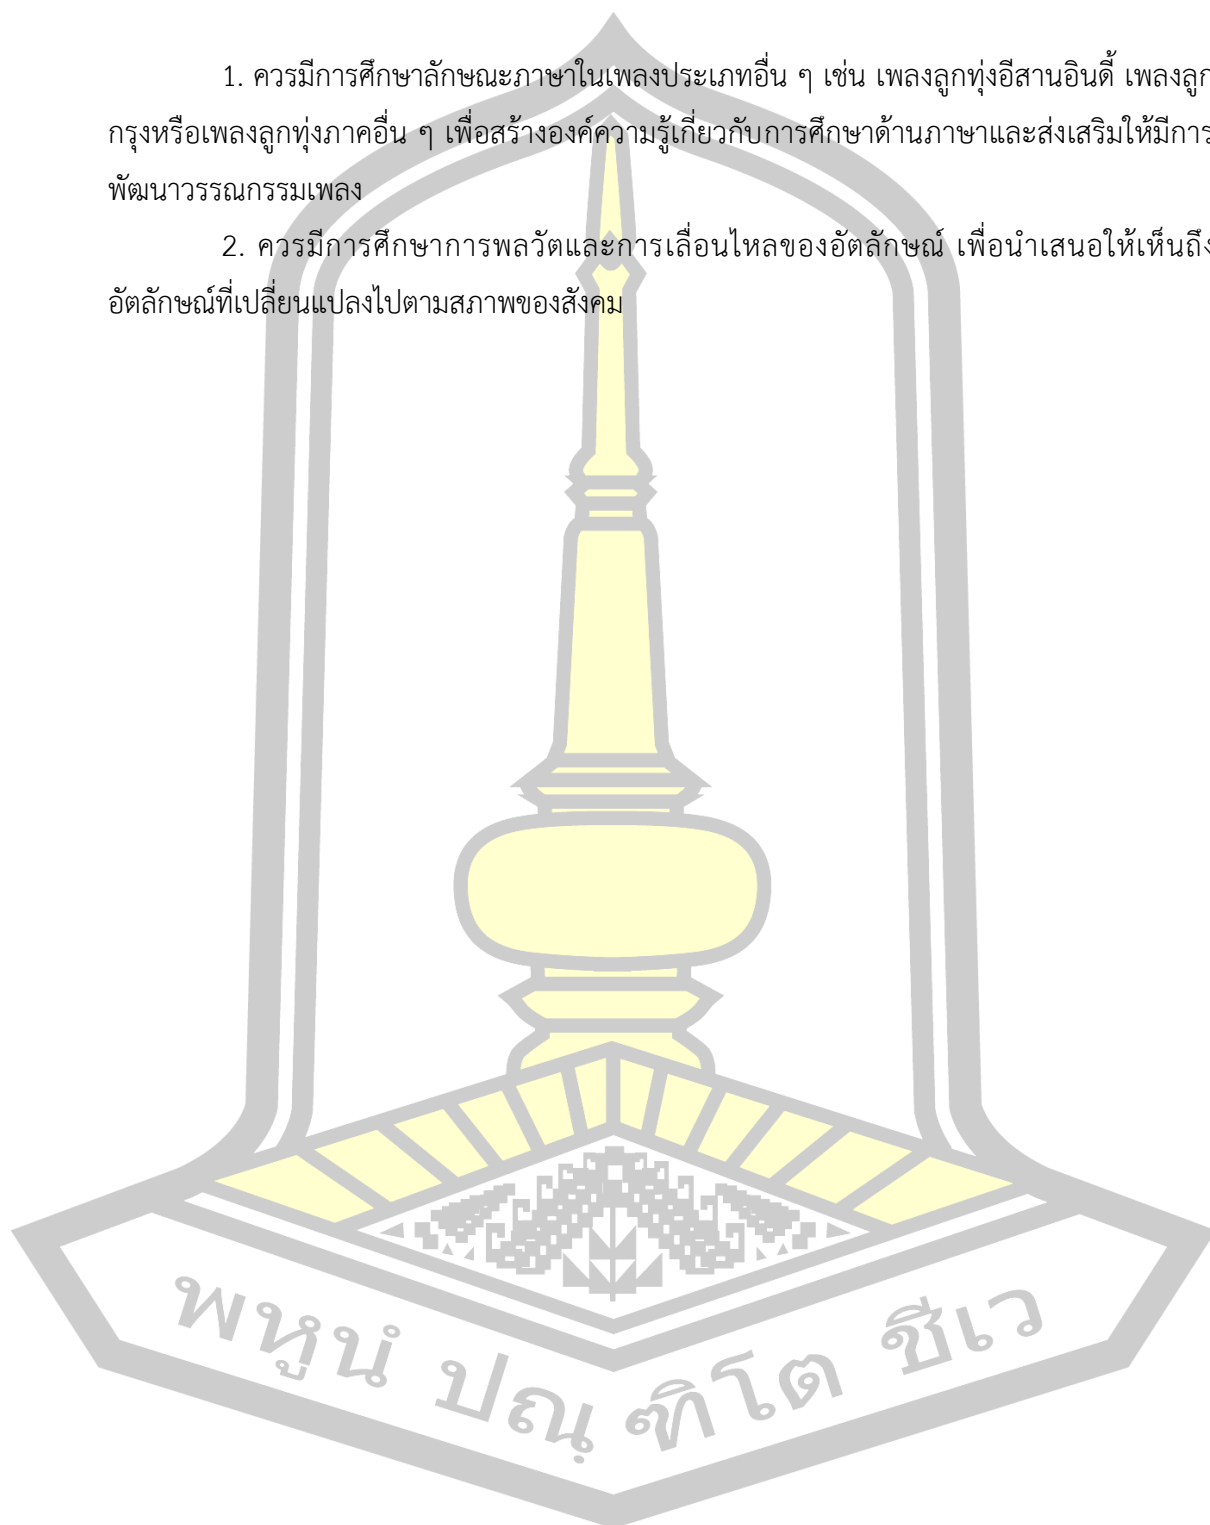 1. ควรมีการศึกษาลักษณะภาษาในเพลงประเภทอื่น ๆ เช่น เพลงลูกทุ่งอีสานอินดี้ เพลงลูก
กรุงหรือเพลงลูกทุ่งภาคอื่น ๆ เพื่อสร้างองค์ความรู้เกี่ยวกับการศึกษาด้านภาษาและส่งเสริมให้มีการ
พัฒนาวรรณกรรมเพลง
2. ควรมีการศึกษาการพลวัตและการเลื่อนไหลของอัตลักษณ์ เพื่อนำเสนอให้เห็นถึง
อัตลักษณ์ที่เปลี่ยนแปลงไปตามสภาพของสังคม
พหูนํ ปณฺ ฑิโต ชีเว